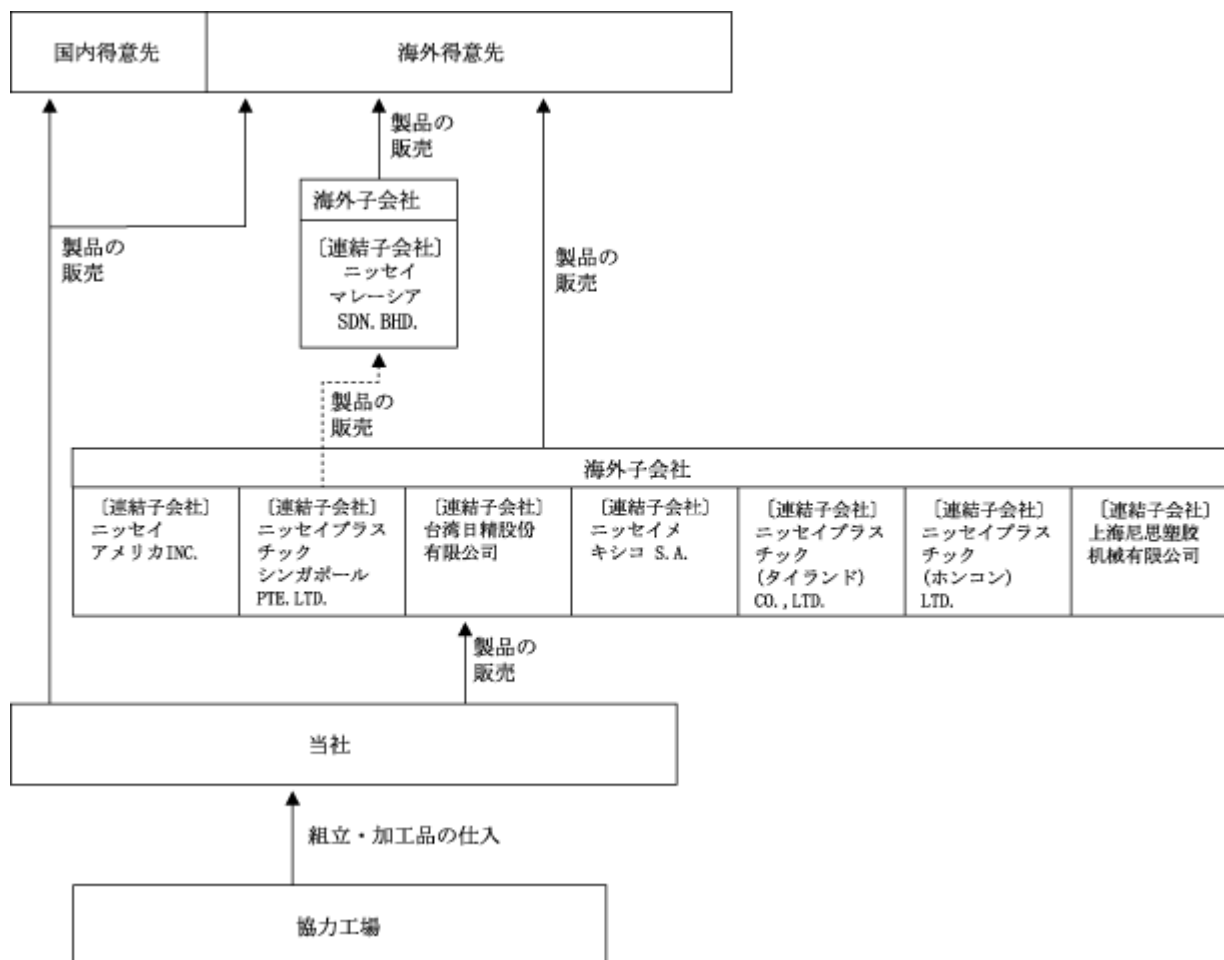 国内得意先
海外得意先
製品の
販売
海外子会社
［連結子会社］
ニッセイ
マレーシア
SDN.BHD.
製品の
販売
製品の
販売
製品の
販売
海外子会社
［連結子会社］
ニッセイ
アメリカINC.
［連結子会社］
ニッセイプラス
チック
シンガポール
PTE.LTD.
［連結子会社］
台湾日精股份
有限公司
［連結子会社］
ニッセイメ
キシコ S.A.
［連結子会社］
ニッセイプラス
チック
(タイランド)
CO.,LTD.
［連結子会社］
ニッセイプラス
チック
(ホンコン)
LTD.
［連結子会社］
上海尼思塑胶
机械有限公司
製品の
販売
当社
組立・加工品の仕入
協力工場